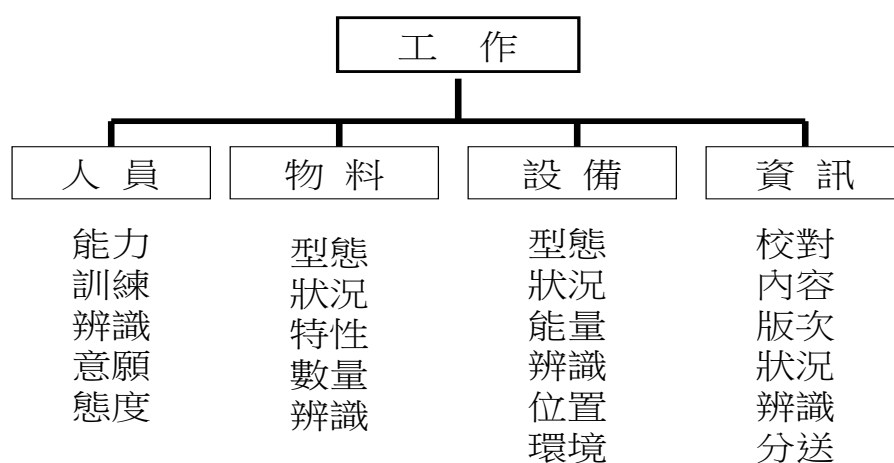 工 作
人 員
物 料
設 備
資 訊
能力
訓練
辨識
意願
態度
型態
狀況
特性
數量
辨識
型態
狀況
能量
辨識
位置
環境
校對
內容
版次
狀況
辨識
分送